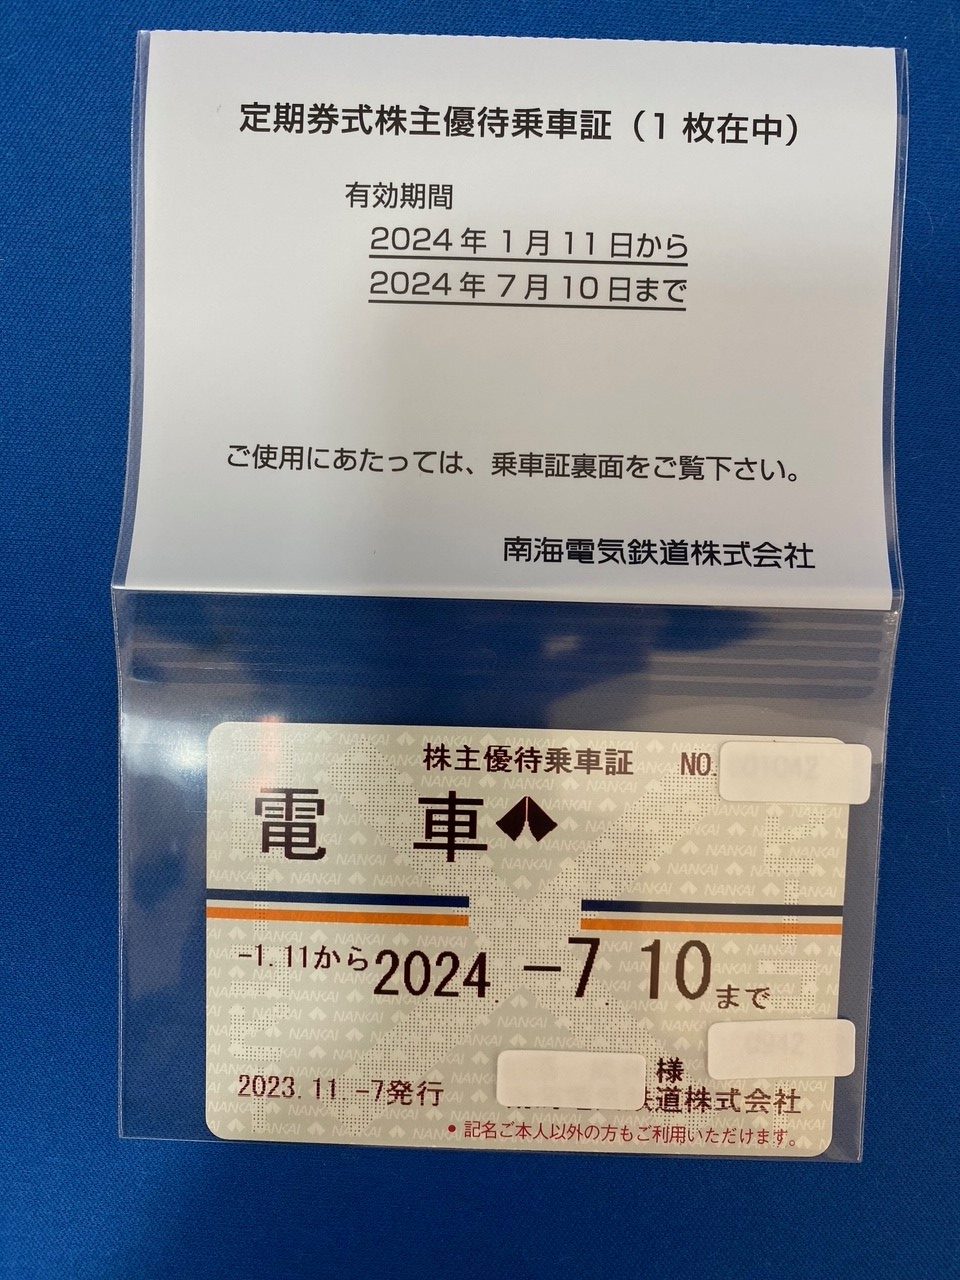 定期券式株主優待乗車証（1枚在中）
有効期間
2024年1月11日から
2024年7月10日まで
ご使用にあたっては、乗車証裏面をご覧下さい。
南海電気鉄道株式会社
株主優待乗車証 NO.
電 車
-1.11から2024.-7.10まで
様
2023.11.-7発行 鉄道株式会社
•記名ご本人以外の方もご利用いただけます。